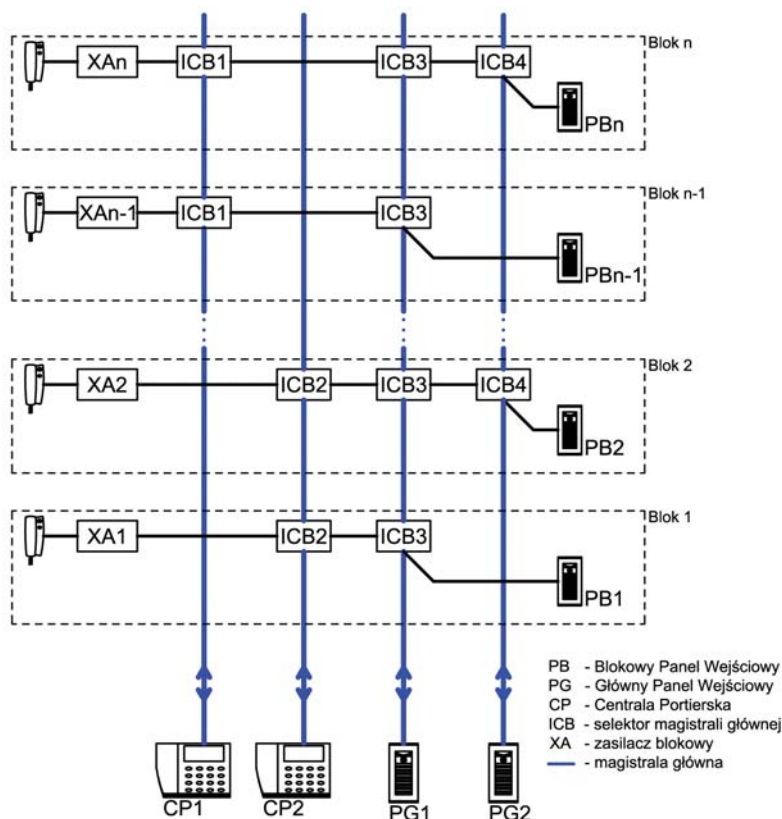 Blok n
XAn ICB1 ICB3 ICB4
PBn
Blok n-1
XAn-1 ICB1 ICB3
PBn-1
Blok 2
XA2 ICB2 ICB3 ICB4
PB2
Blok 1
XA1 ICB2 ICB3
PB1
PB - Blokowy Panel Wejściowy
PG - Główny Panel Wejściowy
CP - Centrala Portierska
ICB - selektor magistrali głównej
XA - zasilacz blokowy
- magistrala główna
CP1 CP2 PG1 PG2